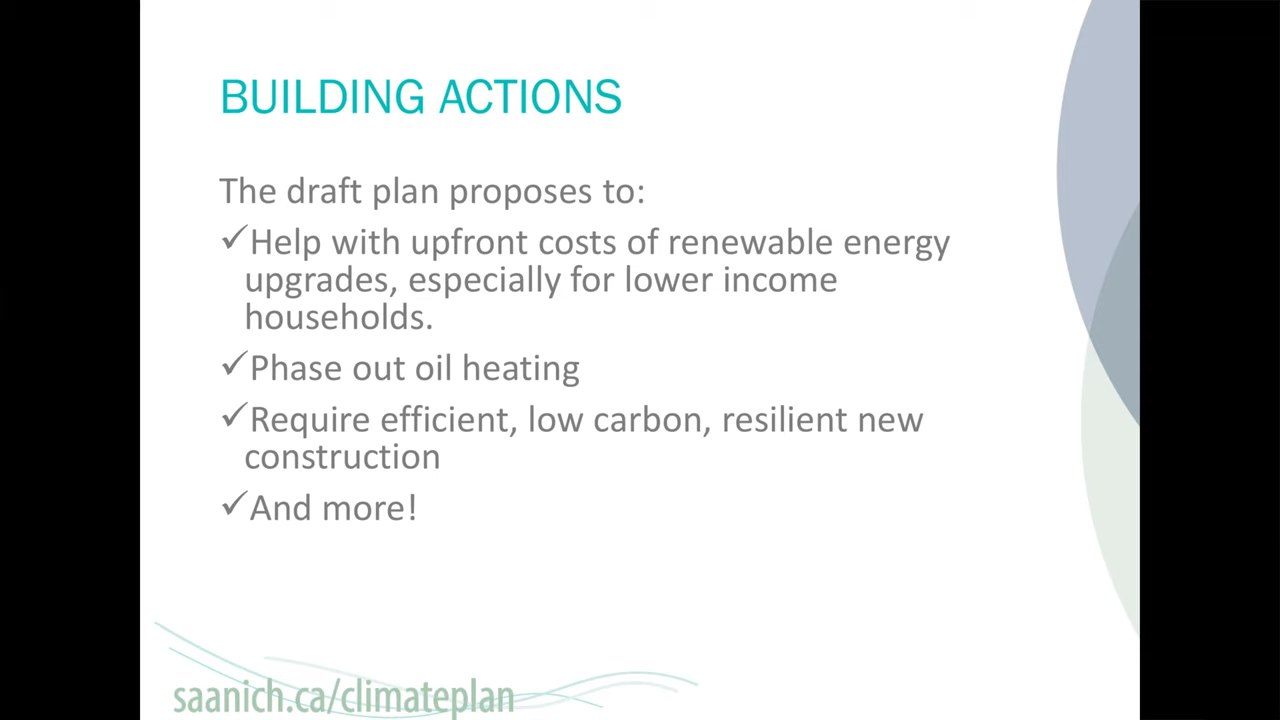 BUILDING ACTIONS
The draft plan proposes to:
✓Help with upfront costs of renewable energy
upgrades, especially for lower income
households.
✓Phase out oil heating
✓Require efficient, low carbon, resilient new
construction
✓And more!
saanich.ca/climateplan